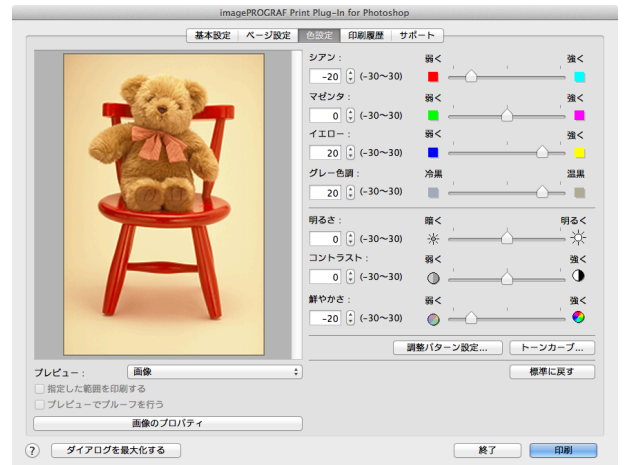 imagePROGRAF Print Plug-In for Photoshop
基本設定 ページ設定 色設定 印刷履歴 サポート
シアン : 弱く 強く
-20 (-30～30)
マゼンタ : 弱く 強く
0 (-30～30)
イエロー : 弱く 強く
20 (-30～30)
グレー色調 : 冷黒 温黒
20 (-30～30)
明るさ : 暗く 明るく
0 (-30～30)
コントラスト : 弱く 強く
0 (-30～30)
鮮やかさ : 弱く 強く
-20 (-30～30)
調整パターン設定... トーンカーブ...
プレビュー : 画像 標準に戻す
指定した範囲を印刷する
プレビューでプルーフを行う
画像のプロパティ
? ダイアログを最大化する 終了 印刷